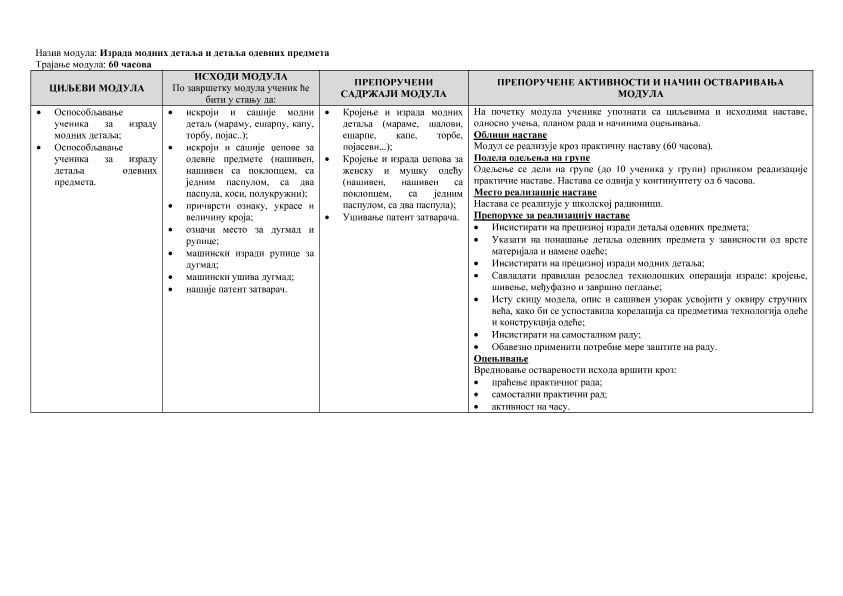 Назив модула: Израда модних детаља и детаља одевних предмета
Трајање модула: 60 часова
ЦИЉЕВИ МОДУЛА
ИСХОДИ МОДУЛА
По завршетку модула ученик ће
бити у стању да:
ПРЕПОРУЧЕНИ
САДРЖАЈИ МОДУЛА
ПРЕПОРУЧЕНЕ АКТИВНОСТИ И НАЧИН ОСТВАРИВАЊА
МОДУЛА
• Оспособљавање
ученика за израду
модних детаља;
• Оспособљавање
ученика за израду
детаља одевних
предмета.
• искроји и сашије модни
детаљ (мараму, ешарпу, капу,
торбу, појас..);
• искроји и сашије џепове за
одевне предмете (нашивен,
нашивен са поклопцем, са
једним паспулом, са два
паспула, коси, полукружни);
• причврсти ознаку, украсе и
величину кроја;
• означи место за дугмад и
рупице;
• машински изради рупице за
дугмад;
• машински ушива дугмад;
• нашије патент затварач.
• Кројење и израда модних
детаља (мараме, шалови,
ешарпе, капе, торбе,
појасеви...);
• Кројење и израда џепова за
женску и мушку одећу
(нашивен, нашивен са
поклопцем, са једним
паспулом, са два паспула);
• Ушивање патент затварача.
На почетку модула ученике упознати са циљевима и исходима наставе,
односно учења, планом рада и начинима оцењивања.
Облици наставе
Модул се реализује кроз практичну наставу (60 часова).
Подела одељења на групе
Одељење се дели на групе (до 10 ученика у групи) приликом реализације
практичне наставе. Настава се одвија у континуитету од 6 часова.
Место реализације наставе
Настава се реализује у школској радионици.
Препоруке за реализацију наставе
• Инсистирати на прецизној изради детаља одевних предмета;
• Указати на понашање детаља одевних предмета у зависности од врсте
материјала и намене одеће;
• Инсистирати на прецизној изради модних детаља;
• Савладати правилан редослед технолошких операција израде: кројење,
шивење, међуфазно и завршно пеглање;
• Исту скицу модела, опис и сашивен узорак усвојити у оквиру стручних
већа, како би се успоставила корелација са предметима технологија одеће
и конструкција одеће;
• Инсистирати на самосталном раду;
• Обавезно применити потребне мере заштите на раду.
Оцењивање
Вредновање остварености исхода вршити кроз:
• праћење практичног рада;
• самостални практични рад;
• активност на часу.